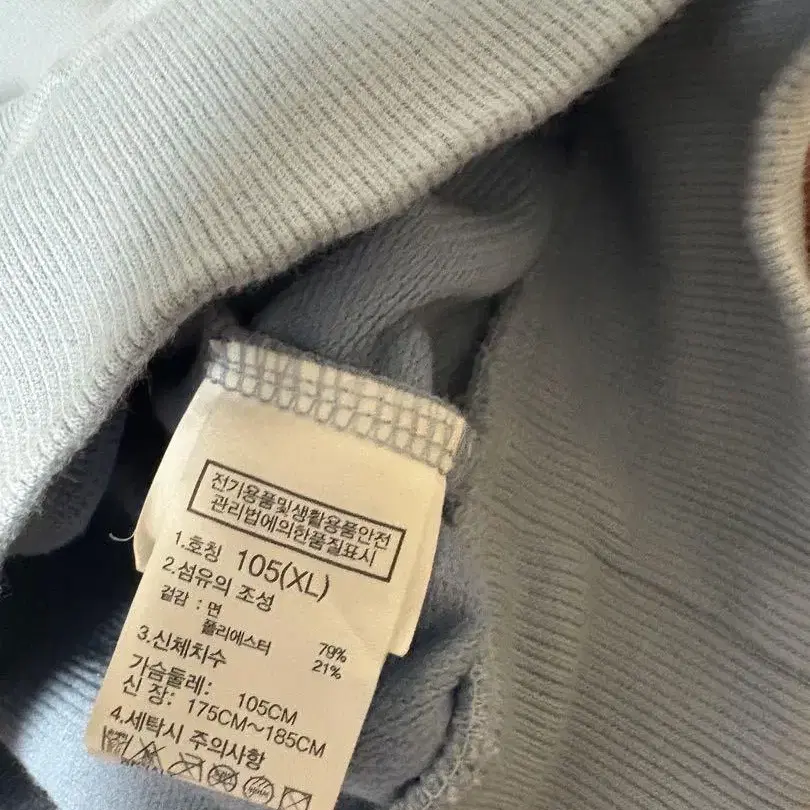 전기용품및생활용품안전
관리법에의한품질표시
1.호칭 105(XL)
2.섬유의 조성
겉감 : 면 79%
폴리에스터 21%
3.신체치수
가슴둘레: 105CM
신 장: 175CM~185CM
4.세탁시 주의사항